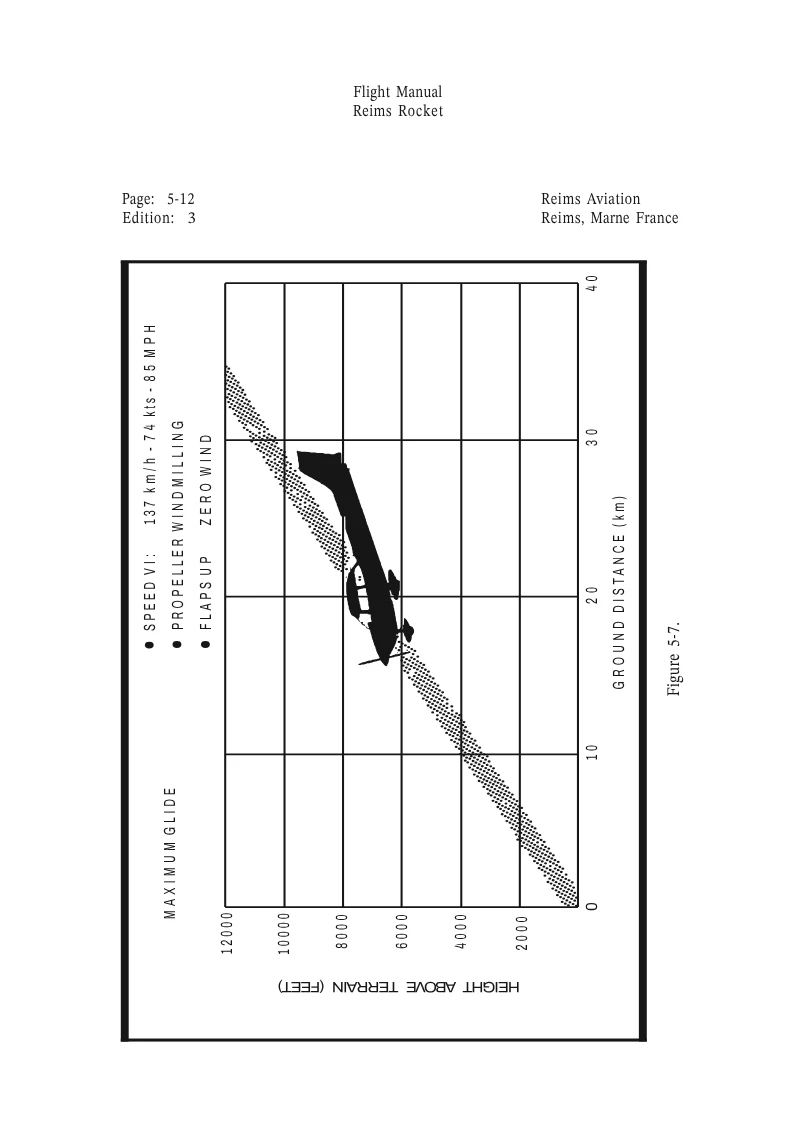 Flight Manual
Reims Rocket
Page: 5-12
Edition: 3
Reims Aviation
Reims, Marne France
MAXIMUM GLIDE
• SPEED VI: 137 km/h - 74 kts - 85 MPH
• PROPELLER WINDMILLING
• FLAPS UP ZERO WIND
HEIGHT ABOVE TERRAIN (FEET)
12000
10000
8000
6000
4000
2000
0
10
20
30
40
GROUND DISTANCE (km)
Figure 5-7.